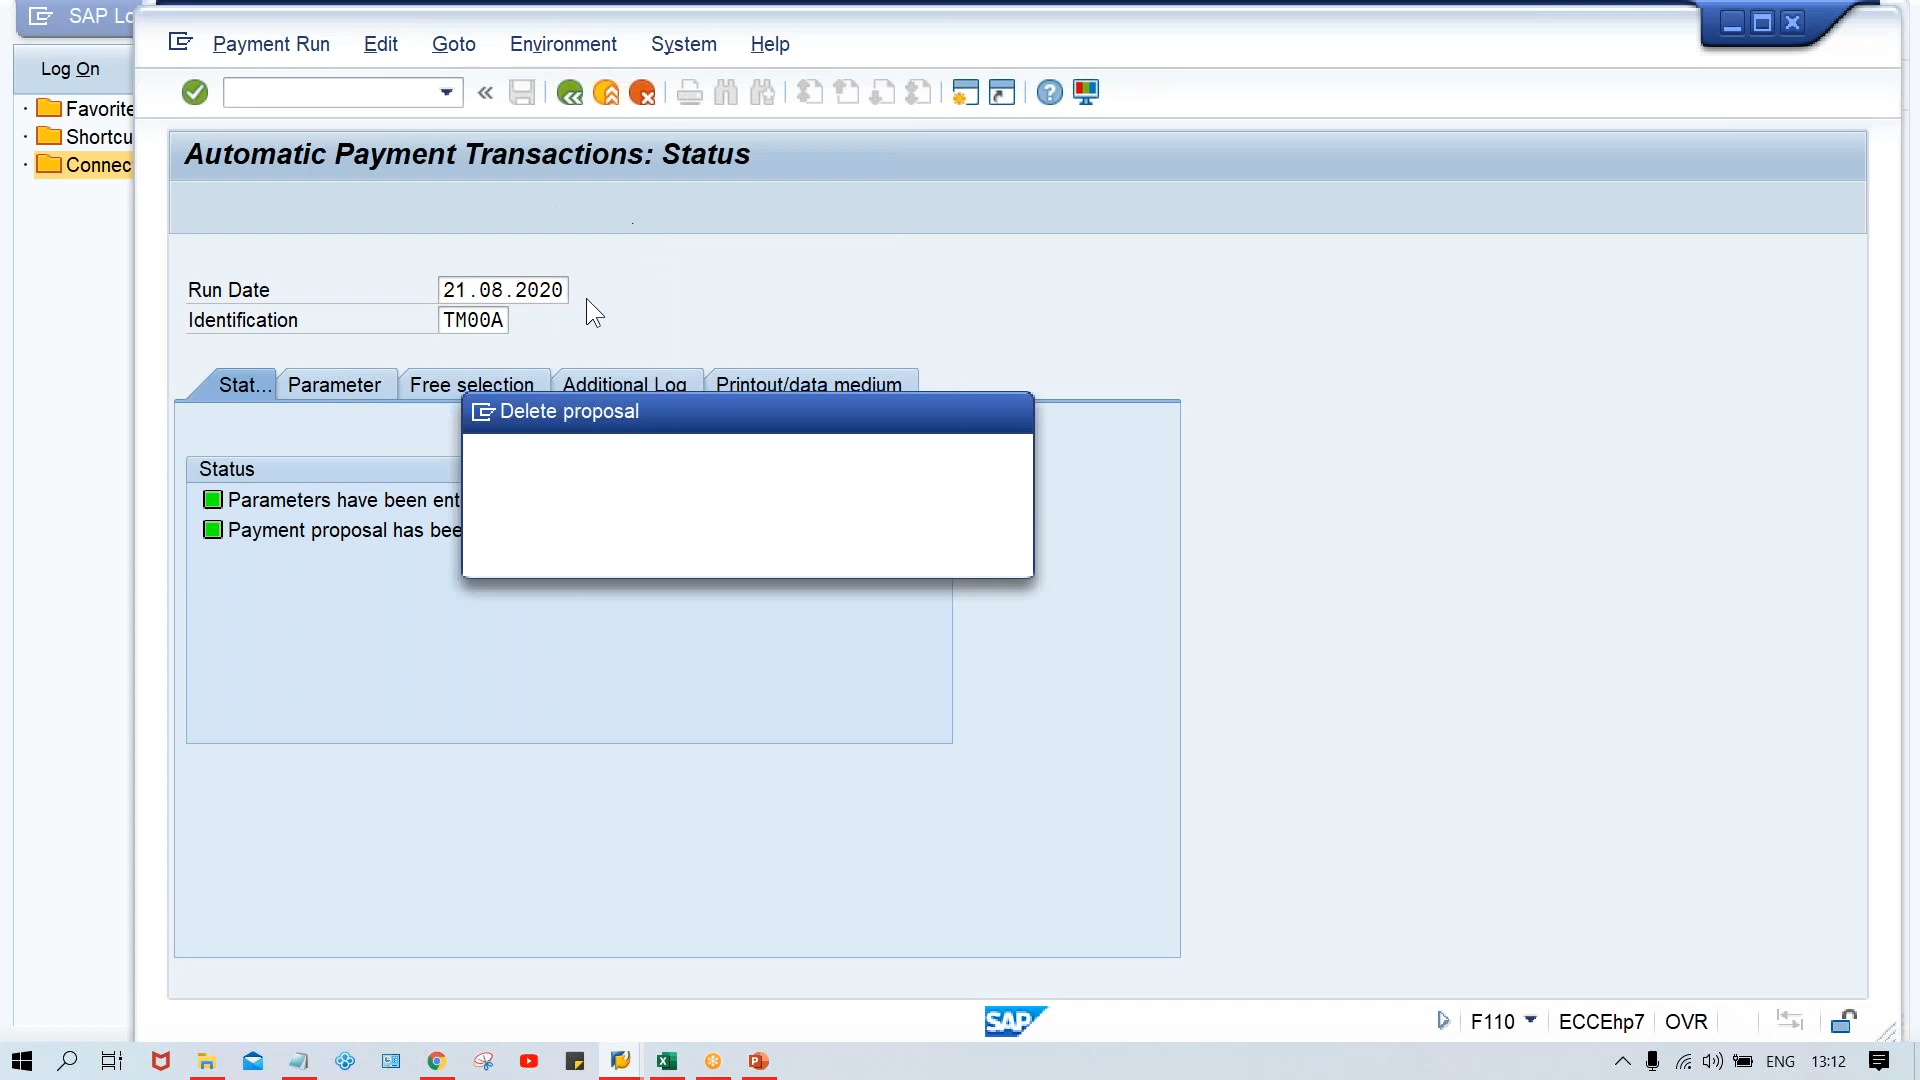 SAP Lo
Payment Run Edit Goto Environment System Help
Log On
Favorite
Shortcu
Connec
Automatic Payment Transactions: Status
Run Date 21.08.2020
Identification TM00A
Stat... Parameter Free selection Additional Log Printout/data medium
Delete proposal
Status
Parameters have been ent
Payment proposal has bee
SAP
F110 ECCEhp7 OVR
ENG 13:12